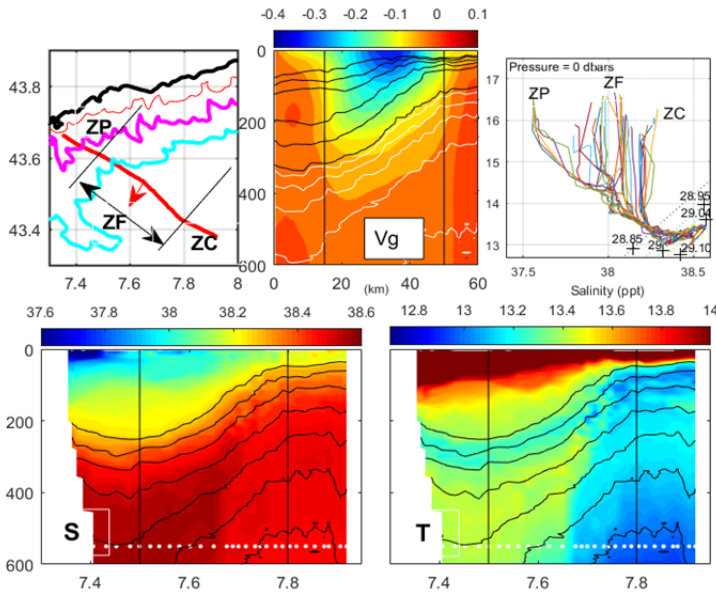 -0.4 -0.3 -0.2 -0.1 0 0.1
43.8
43.6
43.4
7.4 7.6 7.8 8
ZP
ZF
ZC
0
200
400
600
0 20 (km) 40 60
Vg
Pressure = 0 dbars
17
16
15
14
13
ZP
ZF
ZC
28.95
29.04
28.85 29 29.10
37.5 38 38.5
Salinity (ppt)
37.6 37.8 38 38.2 38.4 38.6
0
200
400
600
S
7.4 7.6 7.8
12.8 13 13.2 13.4 13.6 13.8 14
T
7.4 7.6 7.8